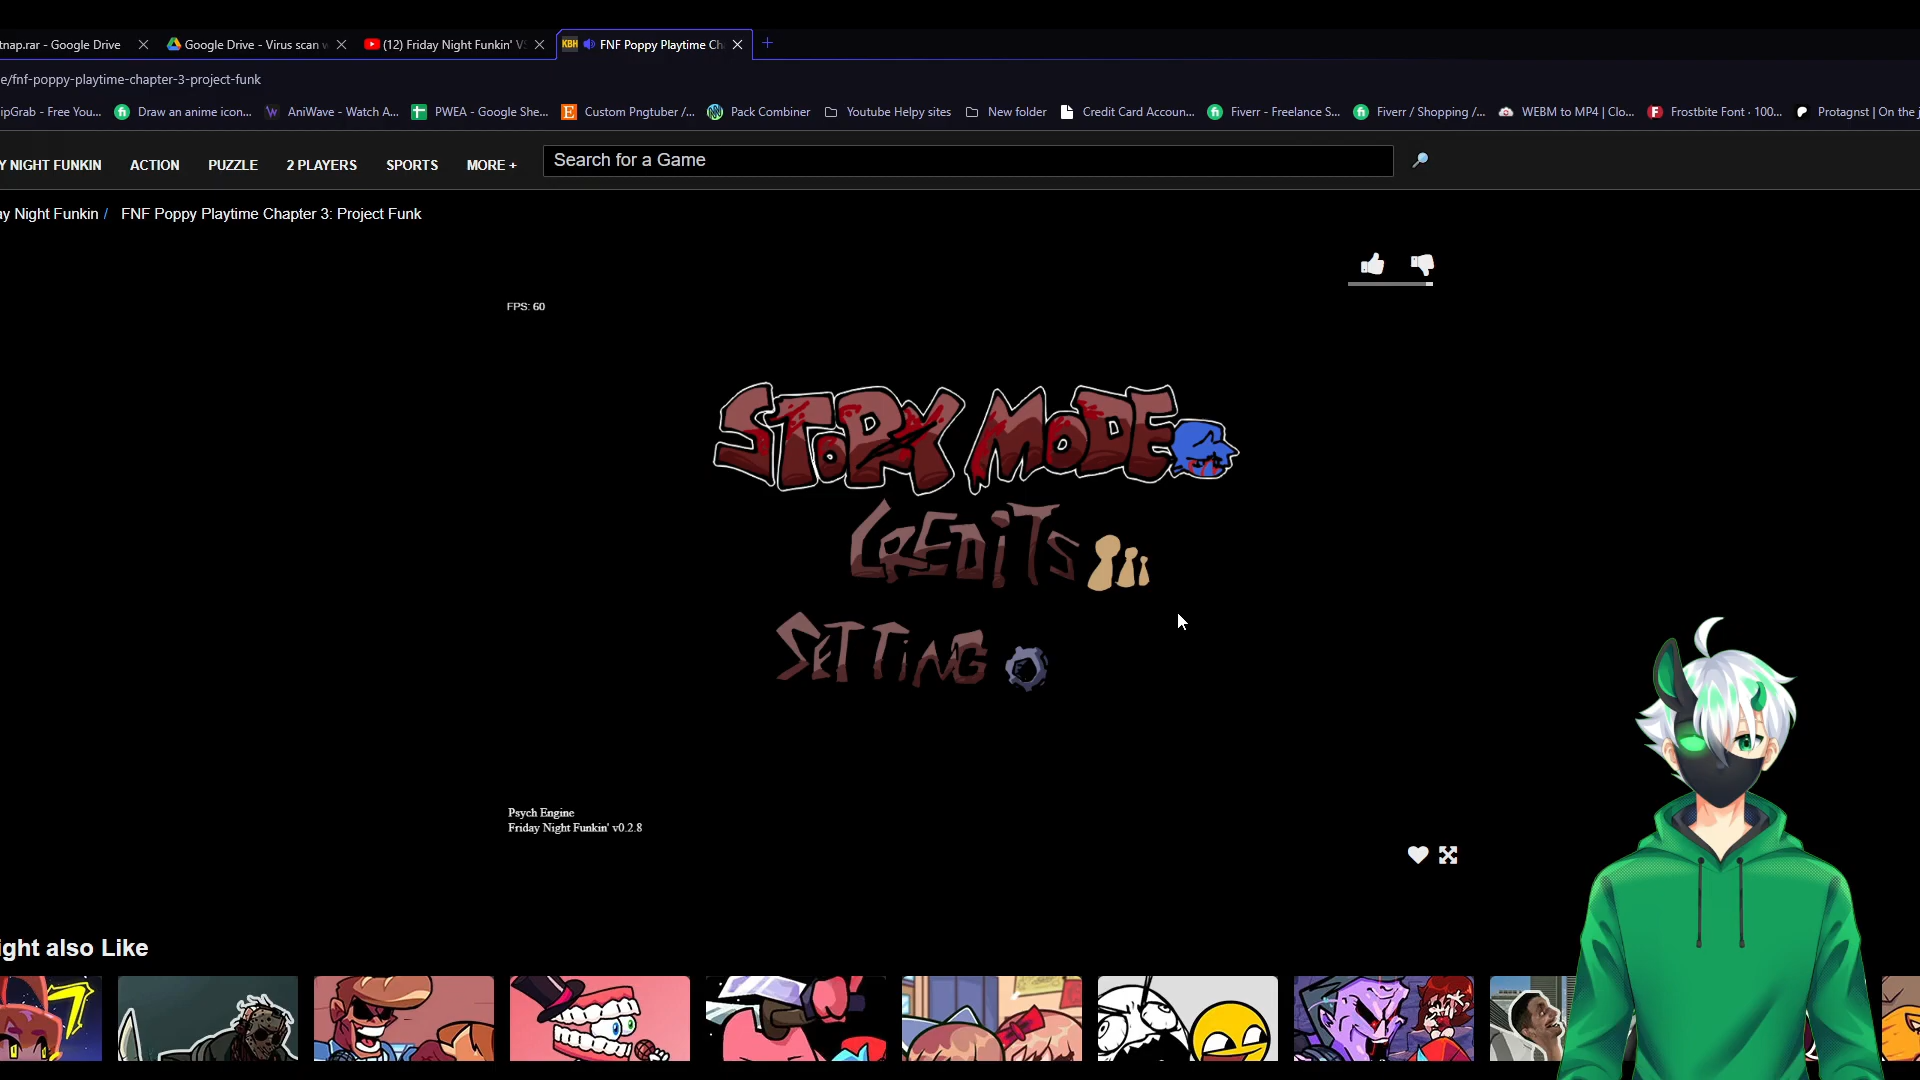 tnap.rar - Google Drive
Google Drive - Virus scan w
(12) Friday Night Funkin' VS
KBH
FNF Poppy Playtime Ch
e/fnf-poppy-playtime-chapter-3-project-funk
ipGrab - Free You...
Draw an anime icon...
AniWave - Watch A...
PWEA - Google She...
Custom Pngtuber /...
Pack Combiner
Youtube Helpy sites
New folder
Credit Card Accoun...
Fiverr - Freelance S...
Fiverr / Shopping /...
WEBM to MP4 | Clo...
Frostbite Font · 100...
Protagnst | On the j
Y NIGHT FUNKIN
ACTION
PUZZLE
2 PLAYERS
SPORTS
MORE +
Search for a Game
ay Night Funkin / FNF Poppy Playtime Chapter 3: Project Funk
FPS: 60
STORY MODE
CREDITS
SETTING
Psych Engine
Friday Night Funkin' v0.2.8
ight also Like
7